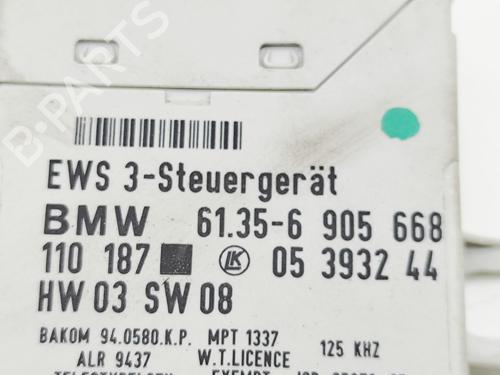 B-PARTS
EWS 3-Steuergerät
BMW 61.35-6 905 668
110 187 LK 05 3932 44
HW 03 SW 08
BAKOM 94.0580.K.P. MPT 1337 125 KHZ
ALR 9437 W.T.LICENCE